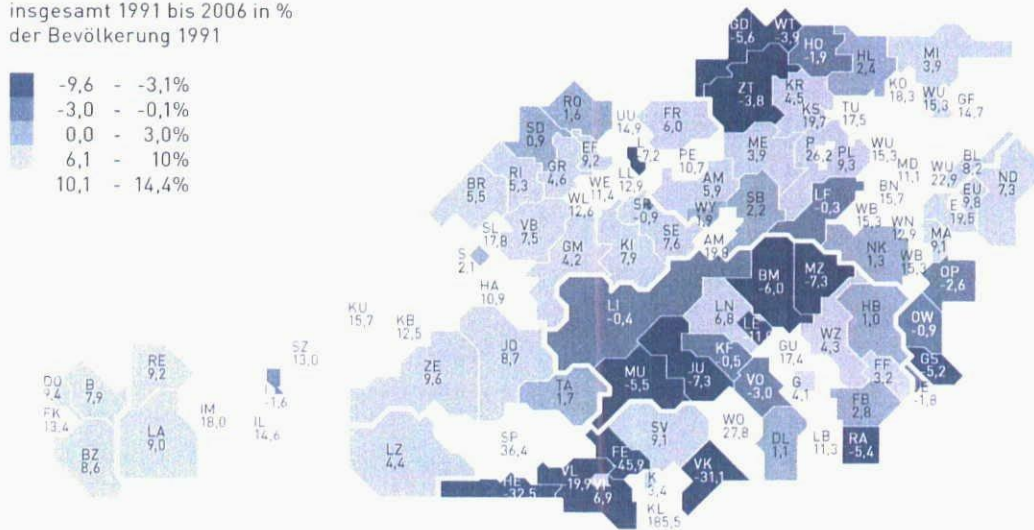 insgesamt 1991 bis 2006 in %
der Bevölkerung 1991
-9,6 - -3,1%
-3,0 - -0,1%
0,0 - 3,0%
6,1 - 10%
10,1 - 14,4%
GD
-5,6
WT
-3,9
HO
-1,9
HL
2,4
MI
3,9
ZT
-3,8
KR
4,5
KS
19,7
TU
17,5
KO
18,3
WU
15,3
GF
14,7
RO
1,6
UU
14,9
FR
6,0
SD
0,9
EF
9,2
L
-7,2
PE
10,7
ME
3,9
P
26,2
PL
9,3
WU
15,3
MD
11,1
WU
22,9
BL
8,2
ND
7,3
BR
5,5
RI
5,3
GR
4,6
WE
11,4
LL
12,9
AM
5,9
SB
2,2
LF
-0,3
BN
15,7
EU
9,8
E
19,5
WL
12,6
SR
-0,9
WY
1,9
WB
15,3
WN
12,9
MA
9,1
SL
17,8
VB
7,5
GM
4,2
KI
7,9
SE
7,6
AM
19,8
NK
1,3
WB
15,3
S
2,1
HA
10,9
BM
-6,0
MZ
-7,3
OP
-2,6
KU
15,7
KB
12,5
LI
-0,4
LN
6,8
LE
HB
1,0
OW
-0,9
SZ
13,0
ZE
9,6
JO
8,7
KF
0,5
GU
17,4
WZ
4,3
FF
3,2
GS
-5,2
RE
9,2
DO
9,4
B
7,9
I
-1,6
TA
1,7
MU
-5,5
JU
-7,3
VO
-3,0
G
4,1
FB
2,8
JE
-1,8
FK
13,4
LA
9,0
IM
18,0
IL
14,6
BZ
8,6
LZ
4,4
SP
36,4
SV
9,1
WO
27,8
DL
1,1
LB
11,3
RA
-5,4
HE
-32,5
VL
-19,9
VI
6,9
FE
-45,9
K
3,4
VK
-31,1
KL
185,5